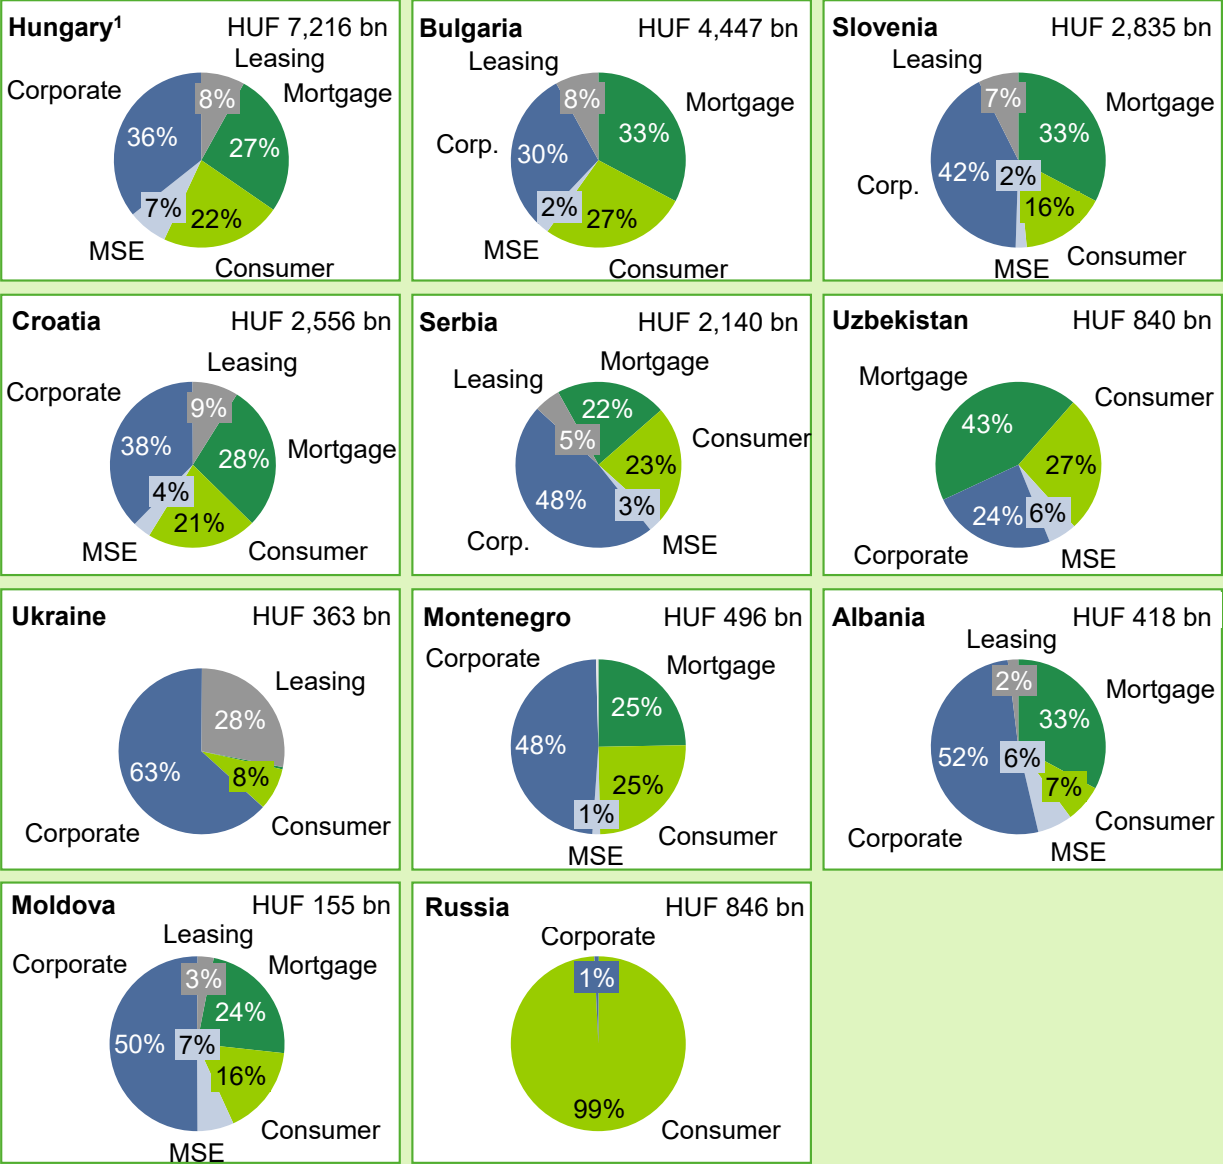 Hungary¹ HUF 7,216 bn
Leasing
Corporate
Mortgage
8%
36%
27%
7%
22%
MSE
Consumer
Bulgaria HUF 4,447 bn
Leasing
Mortgage
8%
33%
Corp.
30%
2%
27%
MSE
Consumer
Slovenia HUF 2,835 bn
Leasing
Mortgage
7%
33%
Corp.
42%
2%
16%
MSE
Consumer
Croatia HUF 2,556 bn
Leasing
Corporate
9%
38%
Mortgage
28%
4%
21%
MSE
Consumer
Serbia HUF 2,140 bn
Mortgage
Leasing
22%
5%
Consumer
23%
48%
3%
Corp.
MSE
Uzbekistan HUF 840 bn
Mortgage
Consumer
43%
27%
24%
6%
Corporate
MSE
Ukraine HUF 363 bn
Leasing
28%
63%
8%
Corporate
Consumer
Montenegro HUF 496 bn
Corporate
Mortgage
25%
48%
25%
1%
Consumer
MSE
Albania HUF 418 bn
Leasing
2%
Mortgage
33%
52%
6%
7%
Consumer
Corporate
MSE
Moldova HUF 155 bn
Leasing
Corporate
Mortgage
3%
24%
50%
7%
16%
Consumer
MSE
Russia HUF 846 bn
Corporate
1%
99%
Consumer